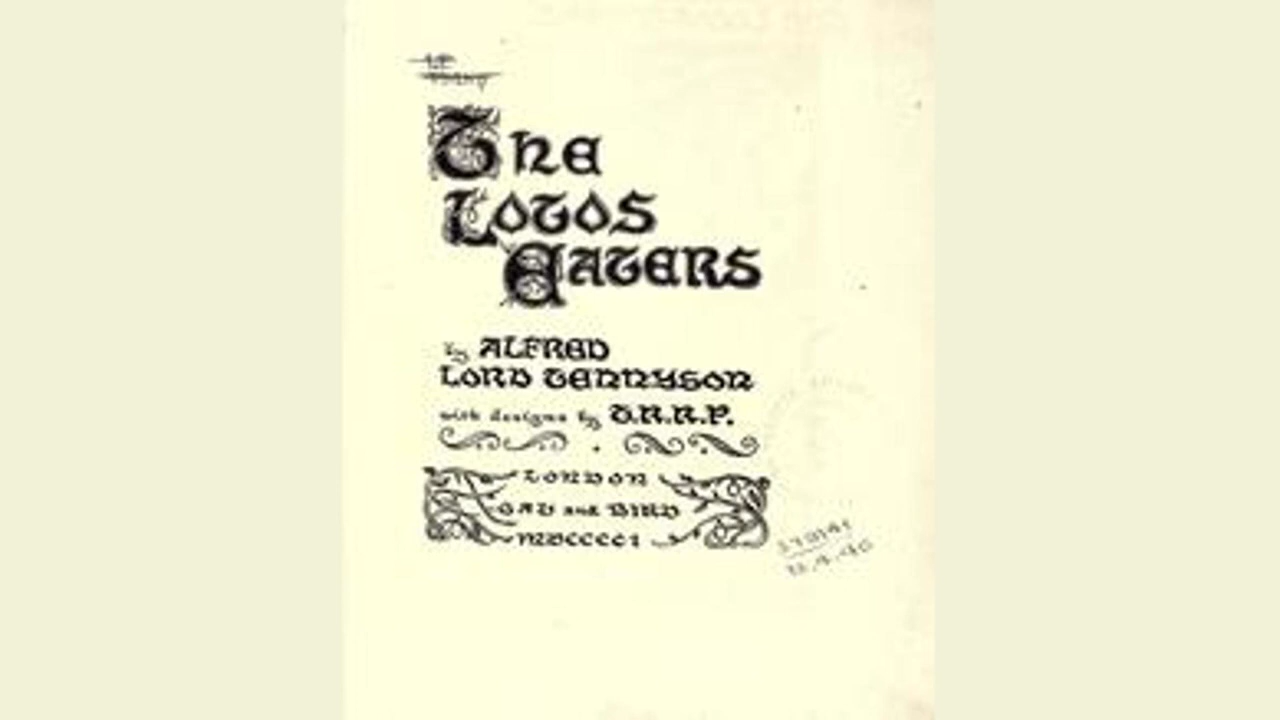 The
Lotos
Eaters
by ALFRED
LORD TENNYSON
with designs by T.R.R.P.
LONDON
GAY and BIRD
MDCCCCI